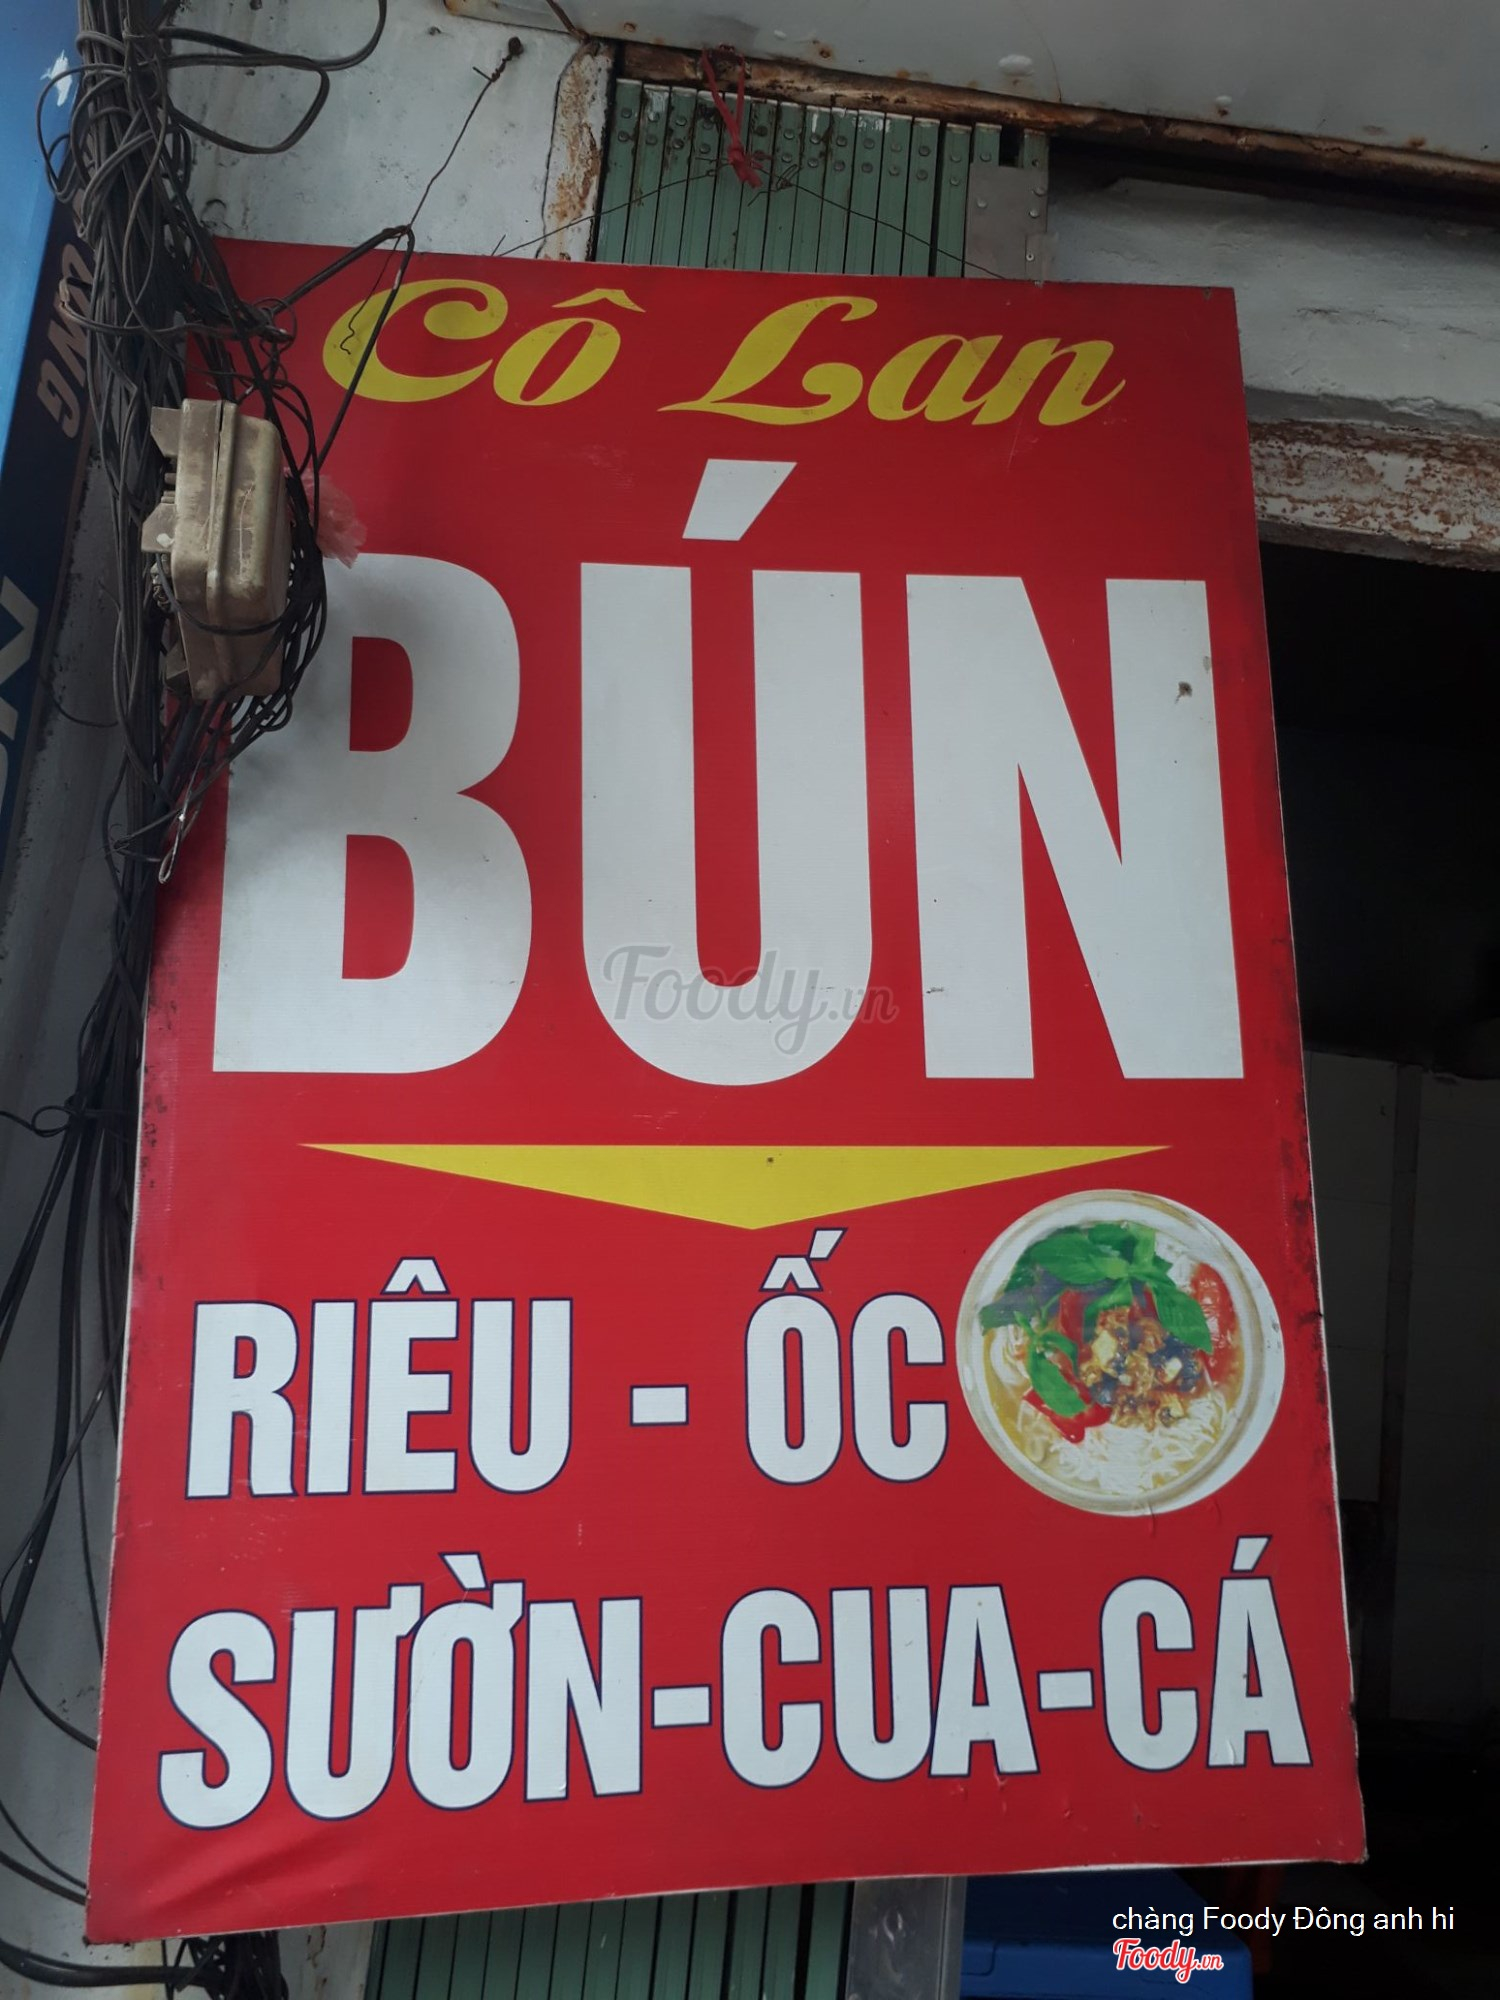 Cô Lan
BÚN
Foody.vn
RIÊU - ỐC
SƯỜN-CUA-CÁ
chàng Foody Đông anh hi
Foody.vn